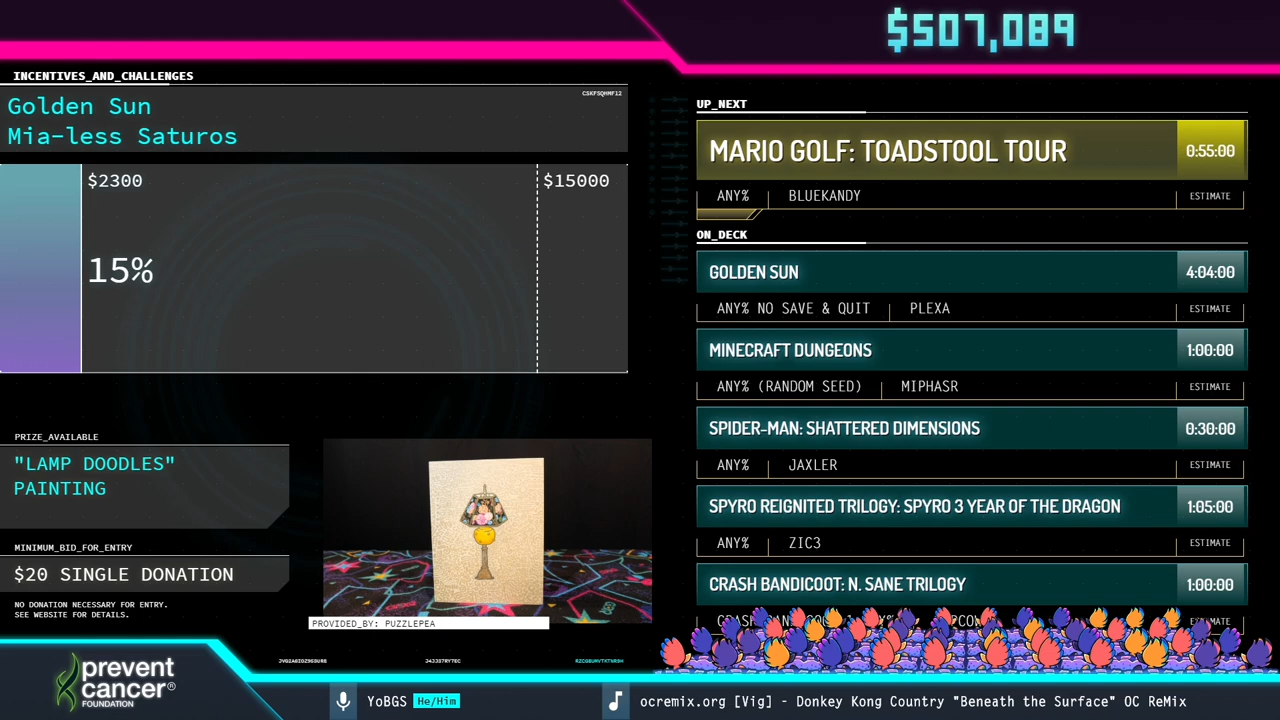 $507,089
INCENTIVES_AND_CHALLENGES
CSKFSQHMF12
Golden Sun
Mia-less Saturos
$2300
$15000
15%
PRIZE_AVAILABLE
"LAMP DOODLES"
PAINTING
MINIMUM_BID_FOR_ENTRY
$20 SINGLE DONATION
NO DONATION NECESSARY FOR ENTRY.
SEE WEBSITE FOR DETAILS.
PROVIDED_BY: PUZZLEPEA
UP_NEXT
MARIO GOLF: TOADSTOOL TOUR
0:55:00
ANY% BLUEKANDY ESTIMATE
ON_DECK
GOLDEN SUN
4:04:00
ANY% NO SAVE & QUIT PLEXA ESTIMATE
MINECRAFT DUNGEONS
1:00:00
ANY% (RANDOM SEED) MIPHASR ESTIMATE
SPIDER-MAN: SHATTERED DIMENSIONS
0:30:00
ANY% JAXLER ESTIMATE
SPYRO REIGNITED TRILOGY: SPYRO 3 YEAR OF THE DRAGON
1:05:00
ANY% ZIC3 ESTIMATE
CRASH BANDICOOT: N. SANE TRILOGY
1:00:00
prevent
cancer®
FOUNDATION
YoBGS He/Him
ocremix.org [Vig] - Donkey Kong Country "Beneath the Surface" OC ReMix